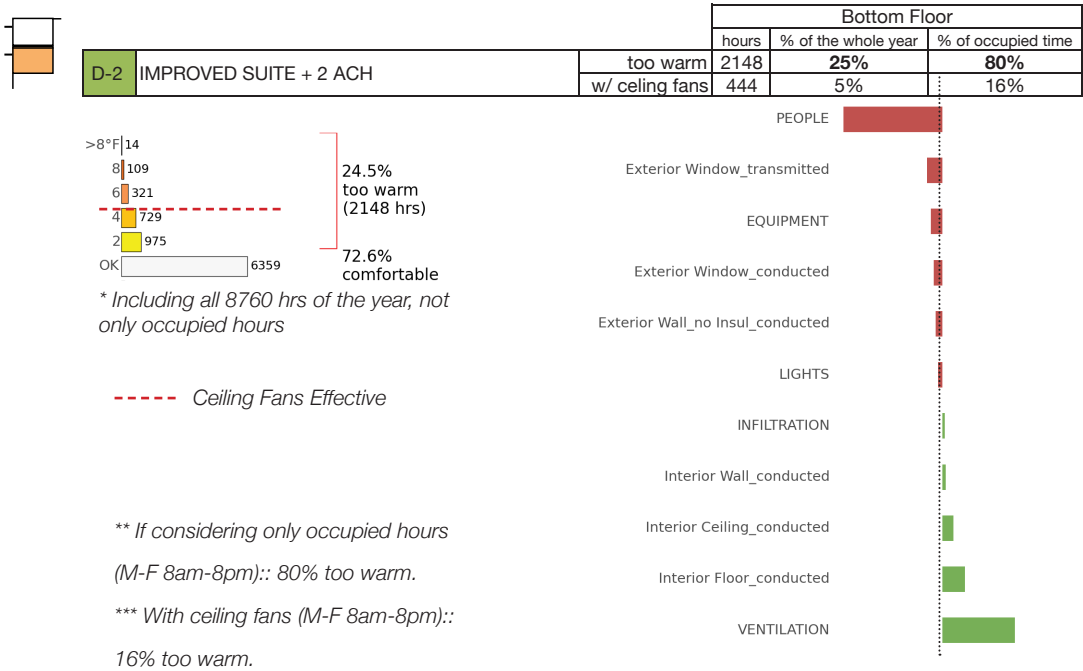 Bottom Floor
hours % of the whole year % of occupied time
D-2 IMPROVED SUITE + 2 ACH too warm 2148 25% 80%
w/ celing fans 444 5% 16%
>8°F 14
8 109
6 321
4 729
2 975
OK 6359
24.5%
too warm
(2148 hrs)
72.6%
comfortable
* Including all 8760 hrs of the year, not
only occupied hours
Ceiling Fans Effective
** If considering only occupied hours
(M-F 8am-8pm):: 80% too warm.
*** With ceiling fans (M-F 8am-8pm)::
16% too warm.
PEOPLE
Exterior Window_transmitted
EQUIPMENT
Exterior Window_conducted
Exterior Wall_no Insul_conducted
LIGHTS
INFILTRATION
Interior Wall_conducted
Interior Ceiling_conducted
Interior Floor_conducted
VENTILATION